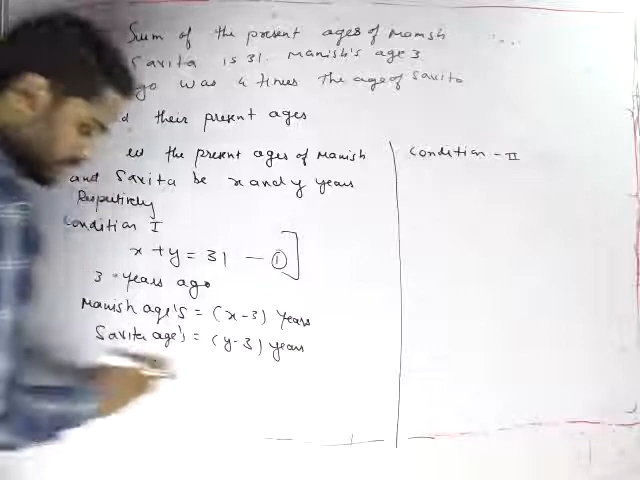 Sum of the present ages of Manish
Savita is 31. Manish's age 3
ago was 4 times the age of Savita
their present ages
the present ages of Manish
and Savita be x and y years
Respectively
Condition I
x + y = 31 — ①
3 years ago
Manish age's = (x-3) years
Savita age's = (y-3) years
Condition - II